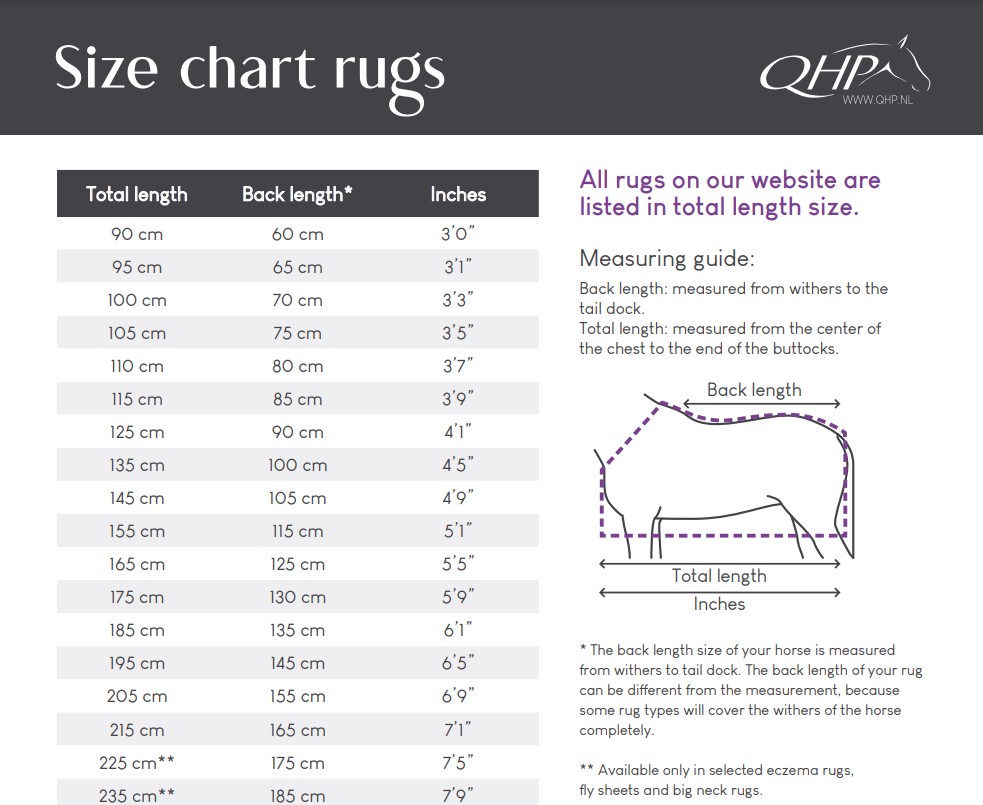 Size chart rugs
QHP
WWW.QHP.NL
Total length Back length* Inches
90 cm 60 cm 3'0”
95 cm 65 cm 3'1”
100 cm 70 cm 3'3”
105 cm 75 cm 3'5”
110 cm 80 cm 3'7”
115 cm 85 cm 3'9”
125 cm 90 cm 4'1”
135 cm 100 cm 4'5”
145 cm 105 cm 4'9”
155 cm 115 cm 5'1”
165 cm 125 cm 5'5”
175 cm 130 cm 5'9”
185 cm 135 cm 6'1”
195 cm 145 cm 6'5”
205 cm 155 cm 6'9”
215 cm 165 cm 7'1”
225 cm** 175 cm 7'5”
235 cm** 185 cm 7'9”
All rugs on our website are
listed in total length size.
Measuring guide:
Back length: measured from withers to the
tail dock.
Total length: measured from the center of
the chest to the end of the buttocks.
Back length
Total length
Inches
* The back length size of your horse is measured
from withers to tail dock. The back length of your rug
can be different from the measurement, because
some rug types will cover the withers of the horse
completely.
** Available only in selected eczema rugs,
fly sheets and big neck rugs.